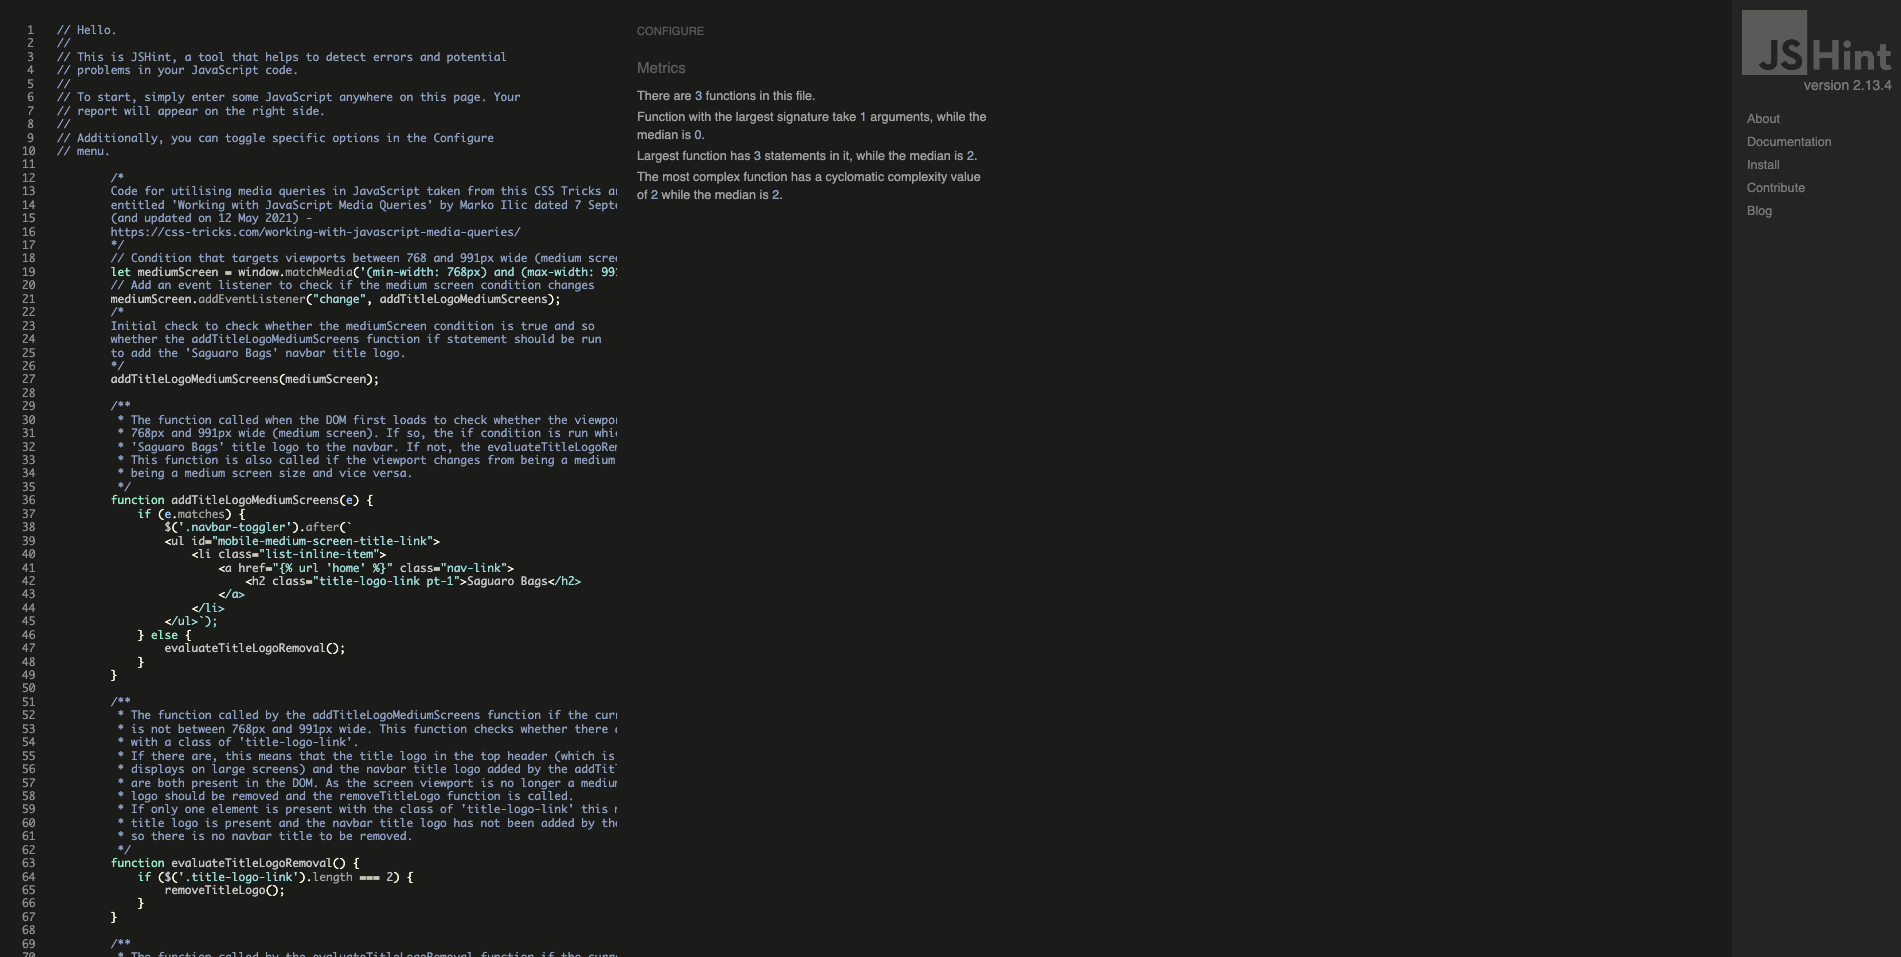 1 // Hello.
2 //
3 // This is JSHint, a tool that helps to detect errors and potential
4 // problems in your JavaScript code.
5 //
6 // To start, simply enter some JavaScript anywhere on this page. Your
7 // report will appear on the right side.
8 //
9 // Additionally, you can toggle specific options in the Configure
10 // menu.
11
12 /*
13 Code for utilising media queries in JavaScript taken from this CSS Tricks
14 entitled 'Working with JavaScript Media Queries' by Marko Ilic dated 7 Septe
15 (and updated on 12 May 2021) -
16 https://css-tricks.com/working-with-javascript-media-queries/
17 */
18 // Condition that targets viewports between 768 and 991px wide (medium scree
19 let mediumScreen = window.matchMedia('(min-width: 768px) and (max-width: 991
20 // Add an event listener to check if the medium screen condition changes
21 mediumScreen.addEventListener("change", addTitleLogoMediumScreens);
22 /*
23 Initial check to check whether the mediumScreen condition is true and so
24 whether the addTitleLogoMediumScreens function if statement should be run
25 to add the 'Saguaro Bags' navbar title logo.
26 */
27 addTitleLogoMediumScreens(mediumScreen);
28
29 /**
30 * The function called when the DOM first loads to check whether the viewpor
31 * 768px and 991px wide (medium screen). If so, the if condition is run whic
32 * 'Saguaro Bags' title logo to the navbar. If not, the evaluateTitleLogoRem
33 * This function is also called if the viewport changes from being a medium
34 * being a medium screen size and vice versa.
35 */
36 function addTitleLogoMediumScreens(e) {
37 if (e.matches) {
38 $('.navbar-toggler').after(`
39 <ul id="mobile-medium-screen-title-link">
40 <li class="list-inline-item">
41 <a href="{% url 'home' %}" class="nav-link">
42 <h2 class="title-logo-link pt-1">Saguaro Bags</h2>
43 </a>
44 </li>
45 </ul>`);
46 } else {
47 evaluateTitleLogoRemoval();
48 }
49 }
50
51 /**
52 * The function called by the addTitleLogoMediumScreens function if the curr
53 * is not between 768px and 991px wide. This function checks whether there
54 * with a class of 'title-logo-link'.
55 * If there are, this means that the title logo in the top header (which is
56 * displays on large screens) and the navbar title logo added by the addTitl
57 * are both present in the DOM. As the screen viewport is no longer a medium
58 * logo should be removed and the removeTitleLogo function is called.
59 * If only one element is present with the class of 'title-logo-link' this
60 * title logo is present and the navbar title logo has not been added by the
61 * so there is no navbar title to be removed.
62 */
63 function evaluateTitleLogoRemoval() {
64 if ($('.title-logo-link').length === 2) {
65 removeTitleLogo();
66 }
67 }
68
69 /**
70 * The function called by the evaluateTitleLogoRemoval function if the curr
CONFIGURE
Metrics
There are 3 functions in this file.
Function with the largest signature take 1 arguments, while the
median is 0.
Largest function has 3 statements in it, while the median is 2.
The most complex function has a cyclomatic complexity value
of 2 while the median is 2.
JSHint
version 2.13.4
About
Documentation
Install
Contribute
Blog